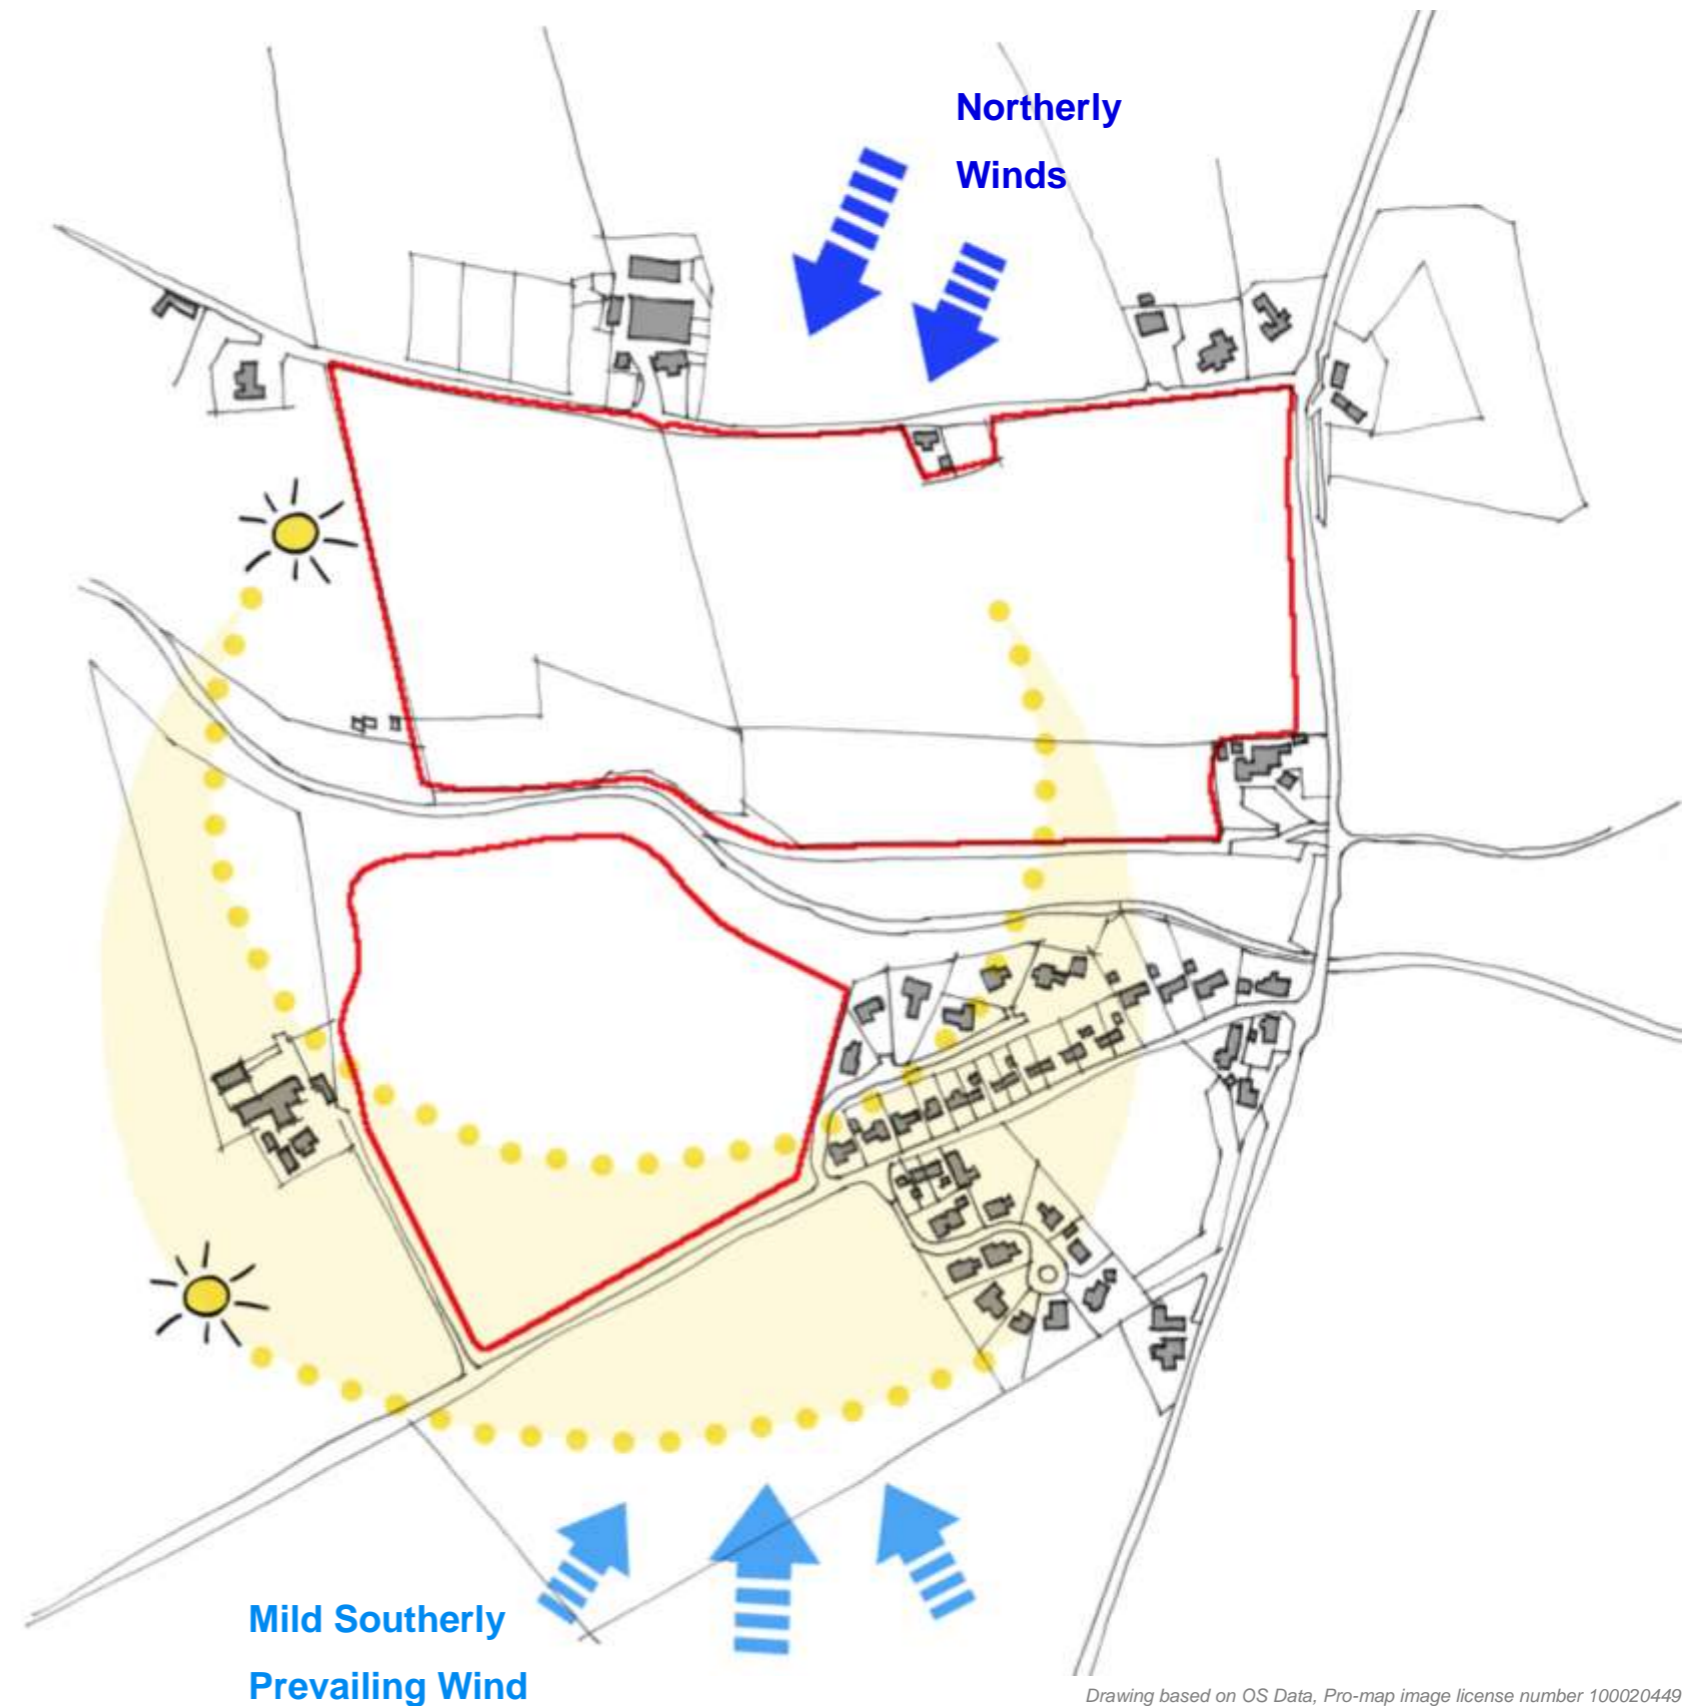 Northerly
Winds
Mild Southerly
Prevailing Wind
Drawing based on OS Data, Pro-map image license number 100020449